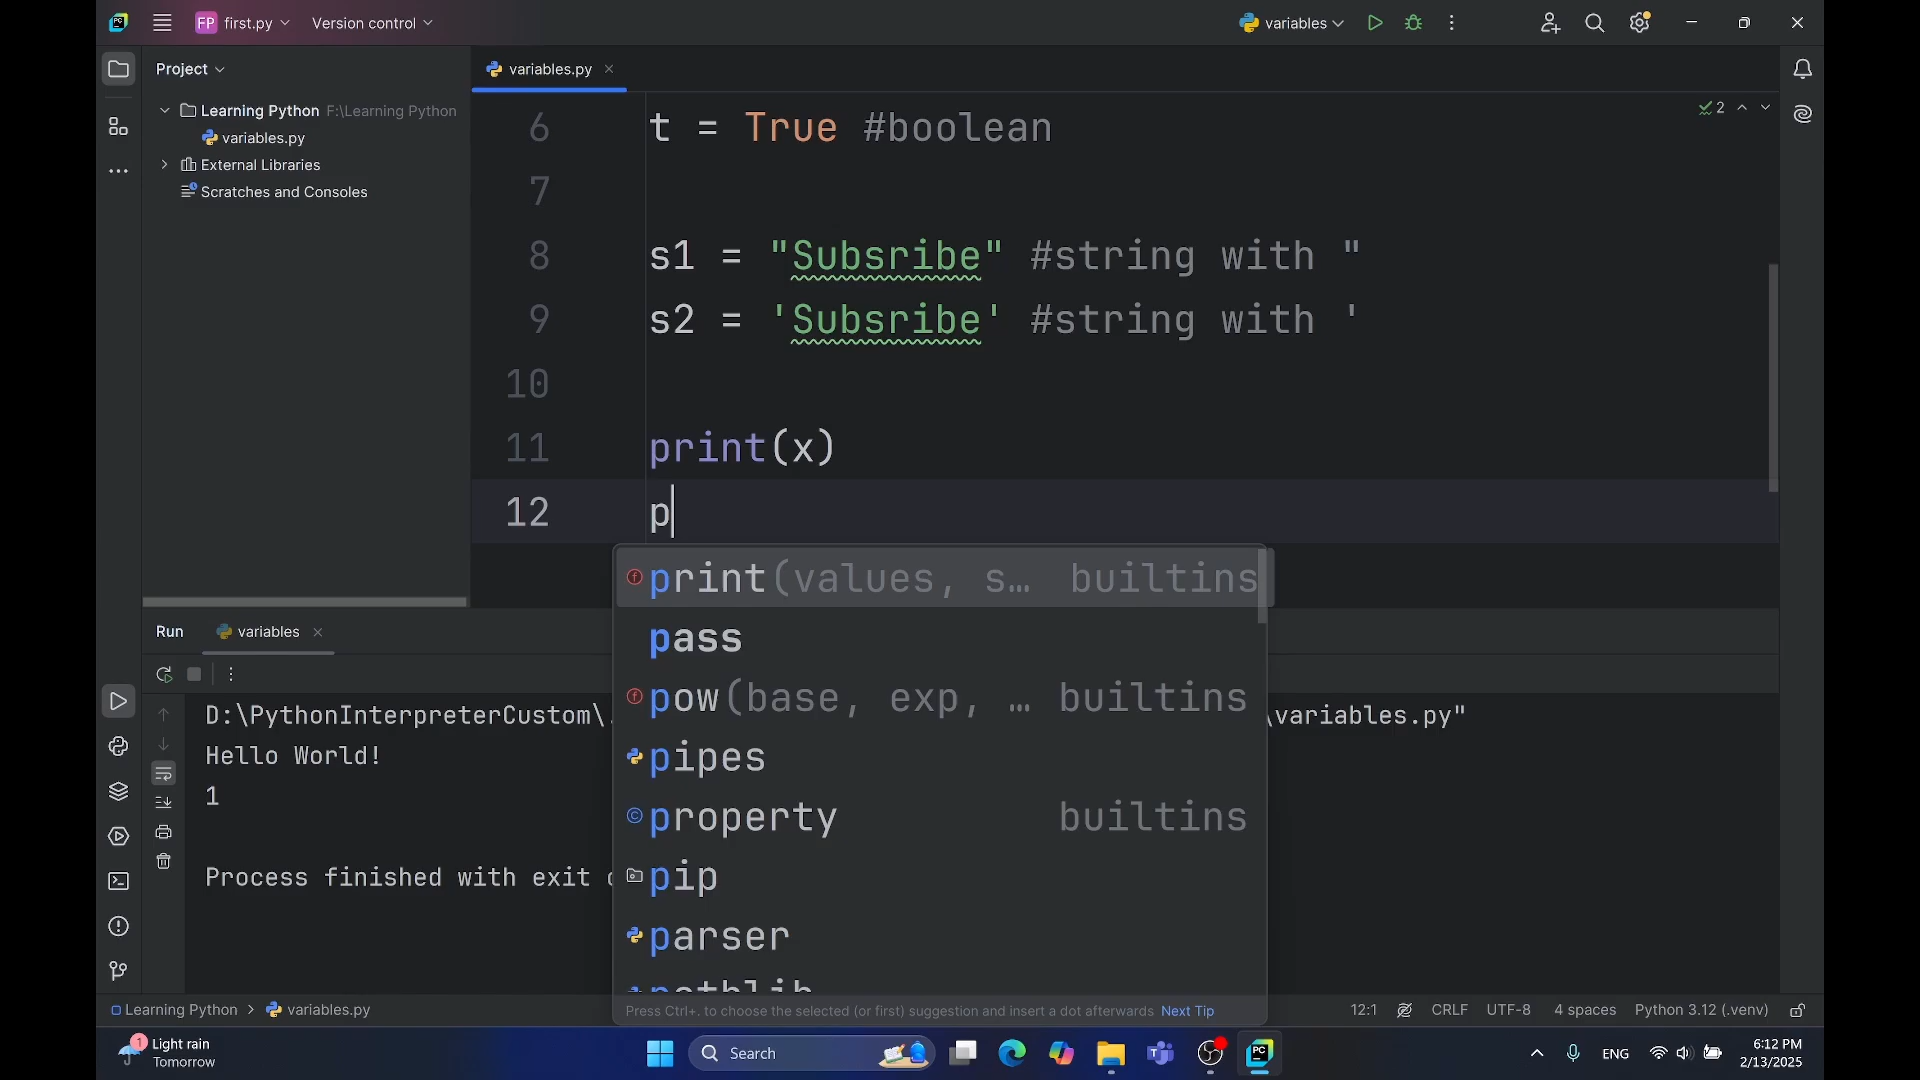 FP first.py Version control variables
Project
variables.py
Learning Python F:\Learning Python
variables.py
External Libraries
Scratches and Consoles
2
6 t = True #boolean
7
8 s1 = "Subsribe" #string with "
9 s2 = 'Subsribe' #string with '
10
11 print(x)
12 p
print(values, s… builtins
pass
pow(base, exp, … builtins
pipes
property builtins
pip
parser
pathlib
Press Ctrl+. to choose the selected (or first) suggestion and insert a dot afterwards Next Tip
Run variables
D:\PythonInterpreterCustom\. \variables.py"
Hello World!
1
Process finished with exit
Learning Python > variables.py
12:1 CRLF UTF-8 4 spaces Python 3.12 (.venv)
1 Light rain
Tomorrow
Search
ENG
6:12 PM
2/13/2025